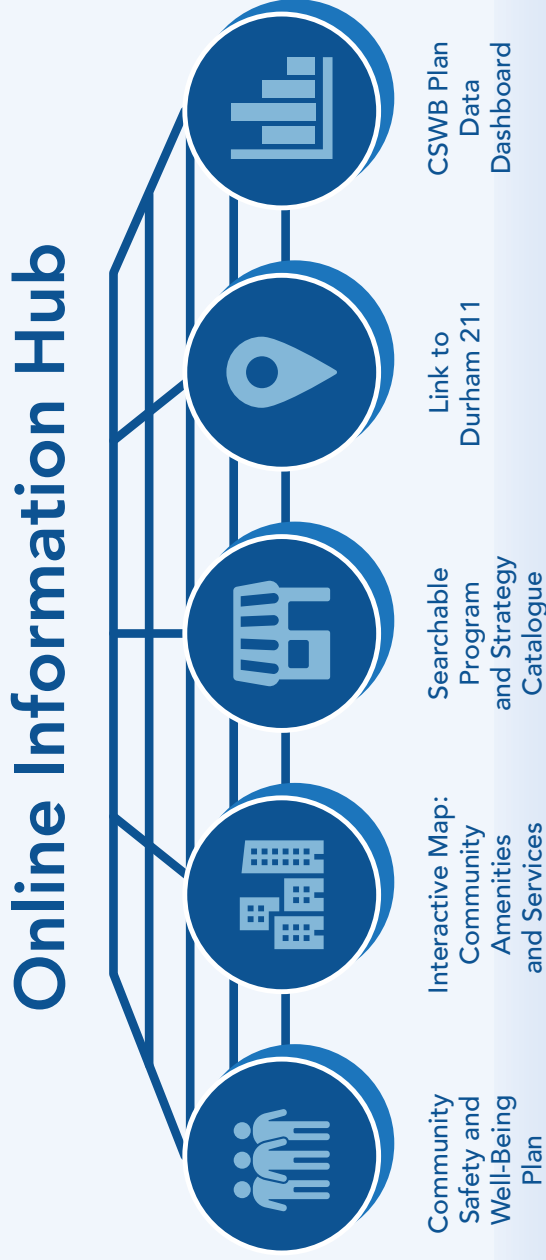 Online Information Hub
Community
Safety and
Well-Being
Plan
Interactive Map:
Community
Amenities
and Services
Searchable
Program
and Strategy
Catalogue
Link to
Durham 211
CSWB Plan
Data
Dashboard